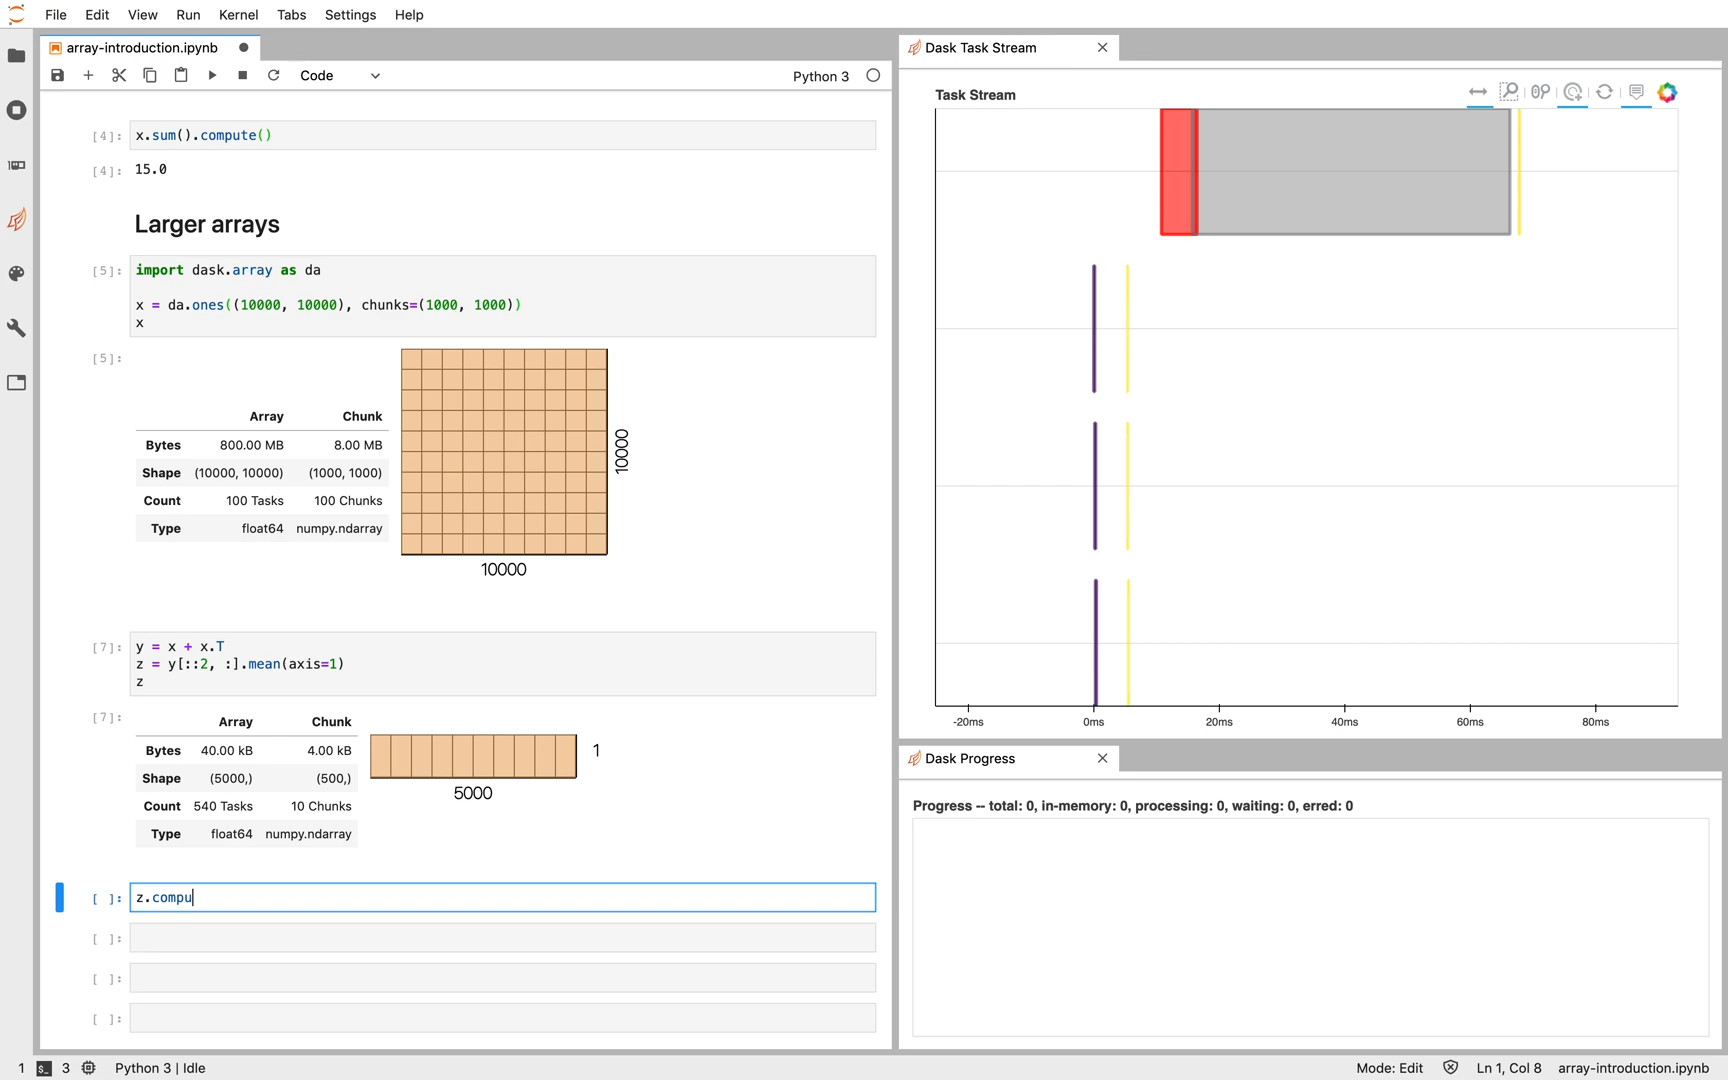 File Edit View Run Kernel Tabs Settings Help
array-introduction.ipynb
Code
Python 3
[4]: x.sum().compute()
[4]: 15.0
Larger arrays
[5]: import dask.array as da
x = da.ones((10000, 10000), chunks=(1000, 1000))
x
[5]:
Array Chunk
Bytes 800.00 MB 8.00 MB
Shape (10000, 10000) (1000, 1000)
Count 100 Tasks 100 Chunks
Type float64 numpy.ndarray
10000
10000
[7]: y = x + x.T
z = y[::2, :].mean(axis=1)
z
[7]:
Array Chunk
Bytes 40.00 kB 4.00 kB
Shape (5000,) (500,)
Count 540 Tasks 10 Chunks
Type float64 numpy.ndarray
1
5000
[ ]: z.compu
[ ]:
[ ]:
[ ]:
Dask Task Stream
Task Stream
-20ms 0ms 20ms 40ms 60ms 80ms
Dask Progress
Progress -- total: 0, in-memory: 0, processing: 0, waiting: 0, erred: 0
1 $_ 3 Python 3 | Idle
Mode: Edit Ln 1, Col 8 array-introduction.ipynb